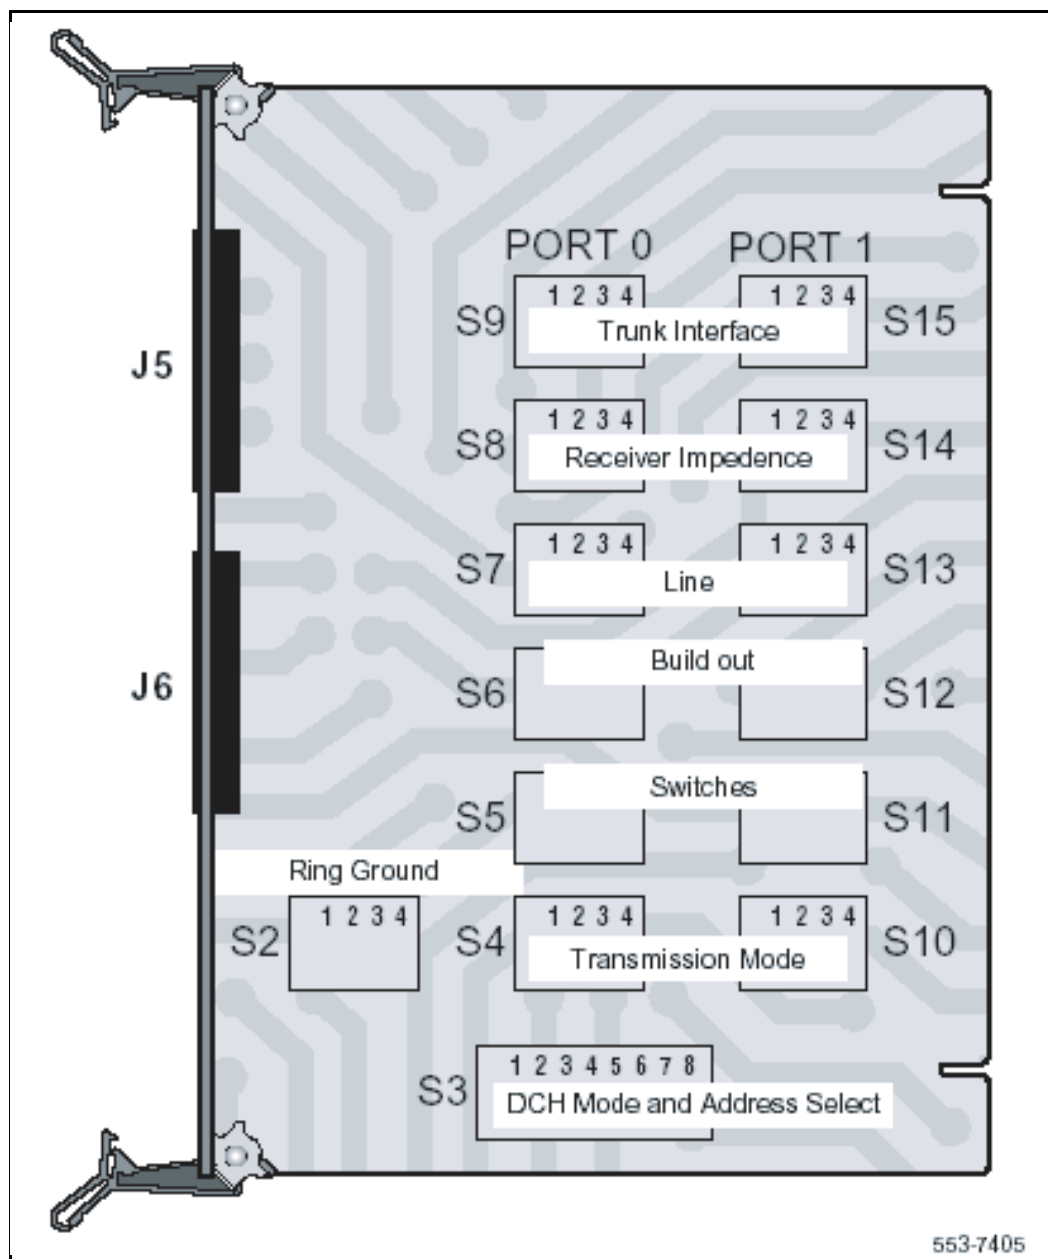 PORT 0 PORT 1
1 2 3 4 1 2 3 4
S9 Trunk Interface S15
J5
1 2 3 4 1 2 3 4
S8 Receiver Impedence S14
1 2 3 4 1 2 3 4
S7 Line S13
Build out
J6 S6 S12
Switches
S5 S11
Ring Ground
1 2 3 4 1 2 3 4 1 2 3 4
S2 S4 Transmission Mode S10
1 2 3 4 5 6 7 8
S3 DCH Mode and Address Select
553-7405